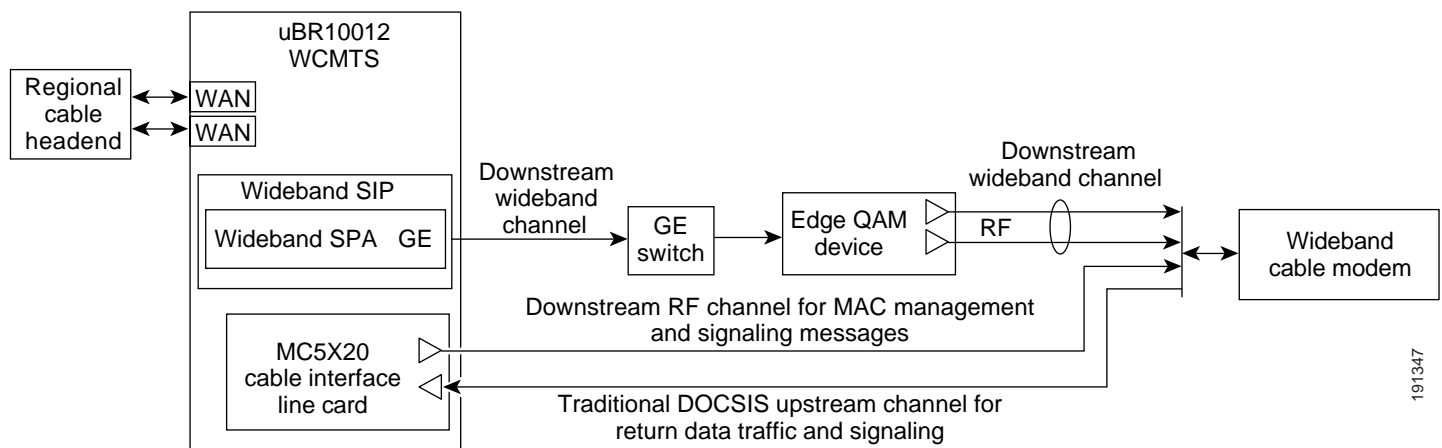 uBR10012
WCMTS
Regional
cable
headend
WAN
WAN
Wideband SIP
Wideband SPA GE
Downstream
wideband
channel
GE
switch
Edge QAM
device
Downstream
wideband channel
RF
Wideband
cable modem
Downstream RF channel for MAC management
and signaling messages
MC5X20
cable interface
line card
Traditional DOCSIS upstream channel for
return data traffic and signaling
191347